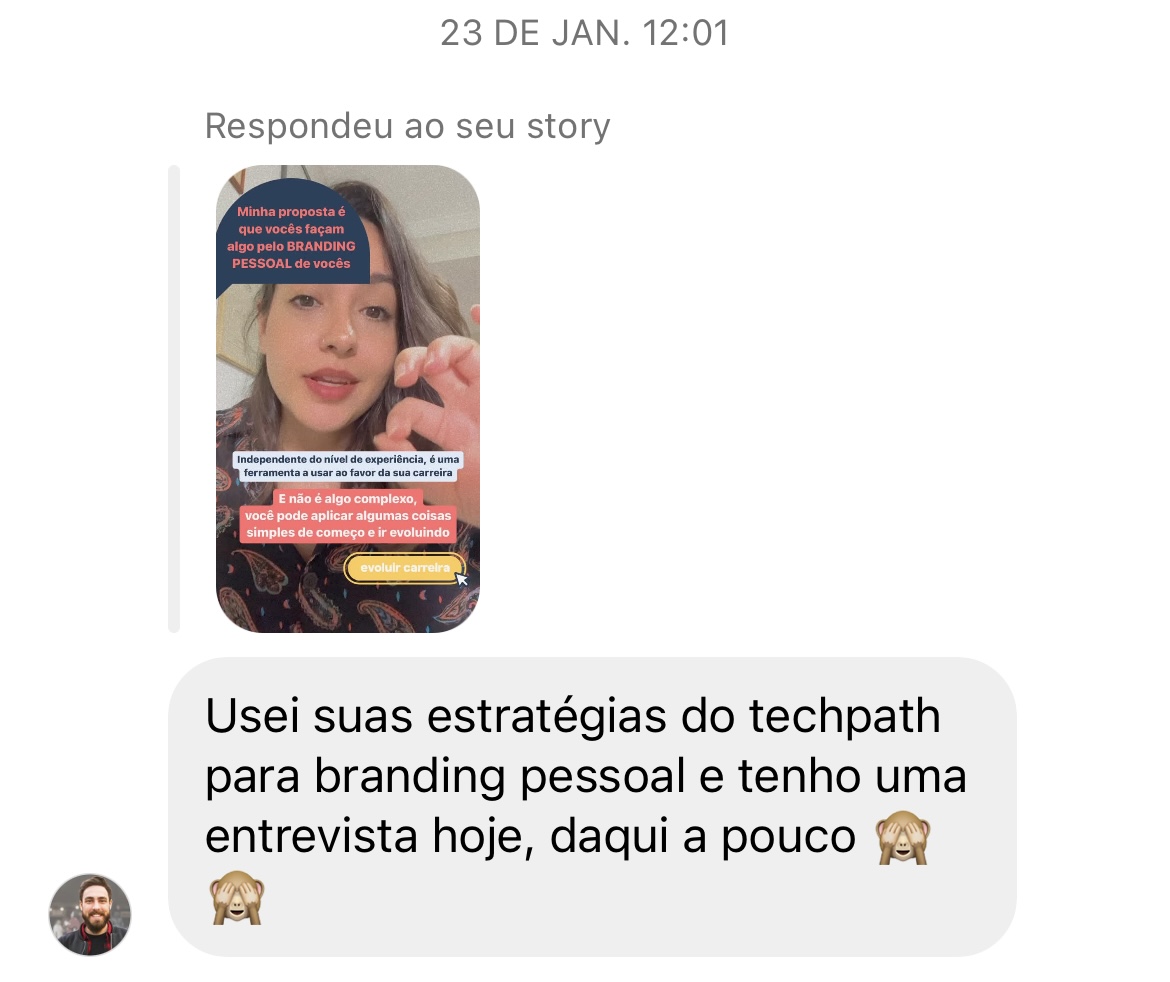 23 DE JAN. 12:01
Respondeu ao seu story
Minha proposta é
que vocês façam
algo pelo BRANDING
PESSOAL de vocês
Independente do nível de experiência, é uma
ferramenta a usar ao favor da sua carreira
E não é algo complexo,
você pode aplicar algumas coisas
simples de começo e ir evoluindo
evoluir carreira
Usei suas estratégias do techpath
para branding pessoal e tenho uma
entrevista hoje, daqui a pouco 🙈
🙈